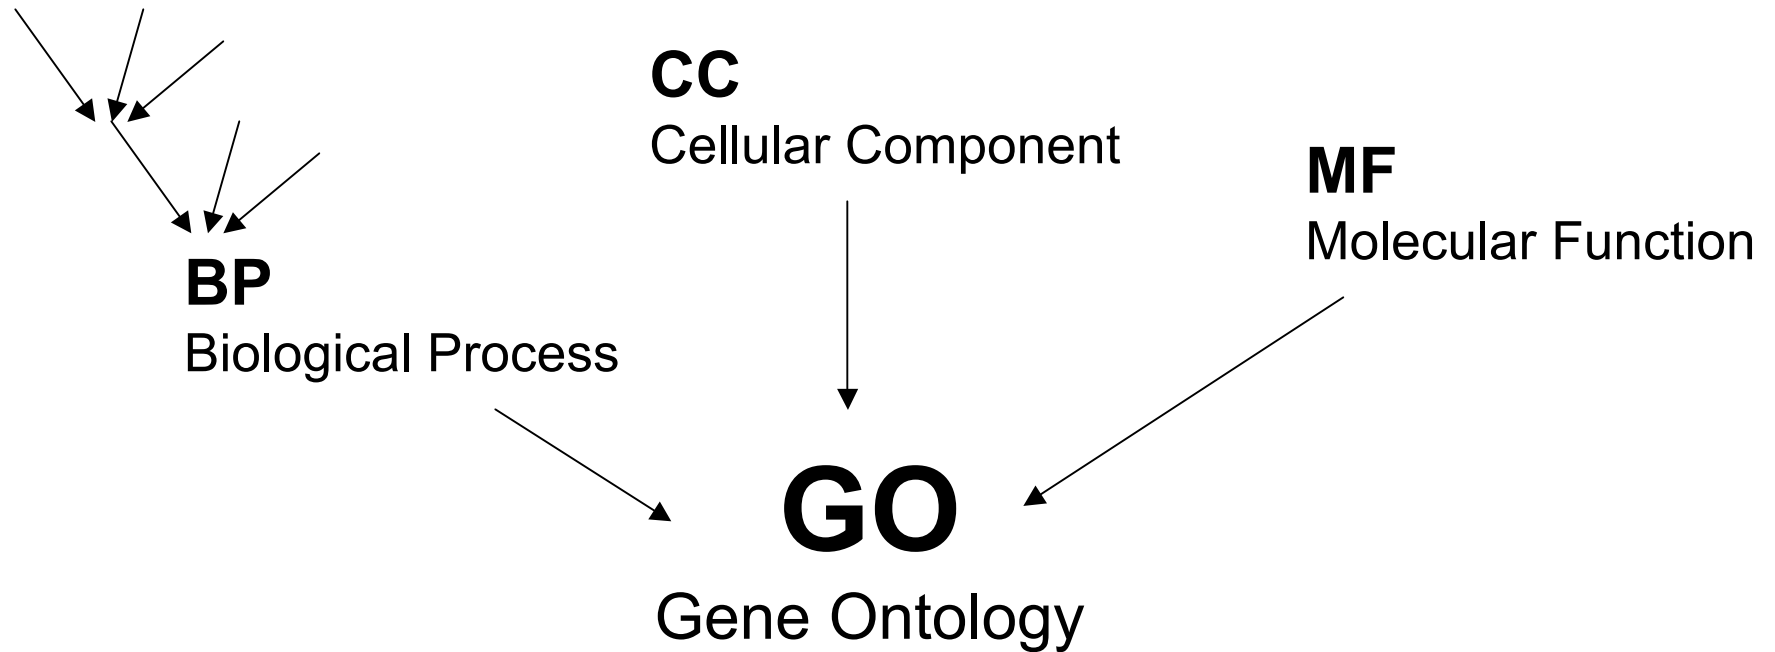 CC
Cellular Component
MF
Molecular Function
BP
Biological Process
GO
Gene Ontology